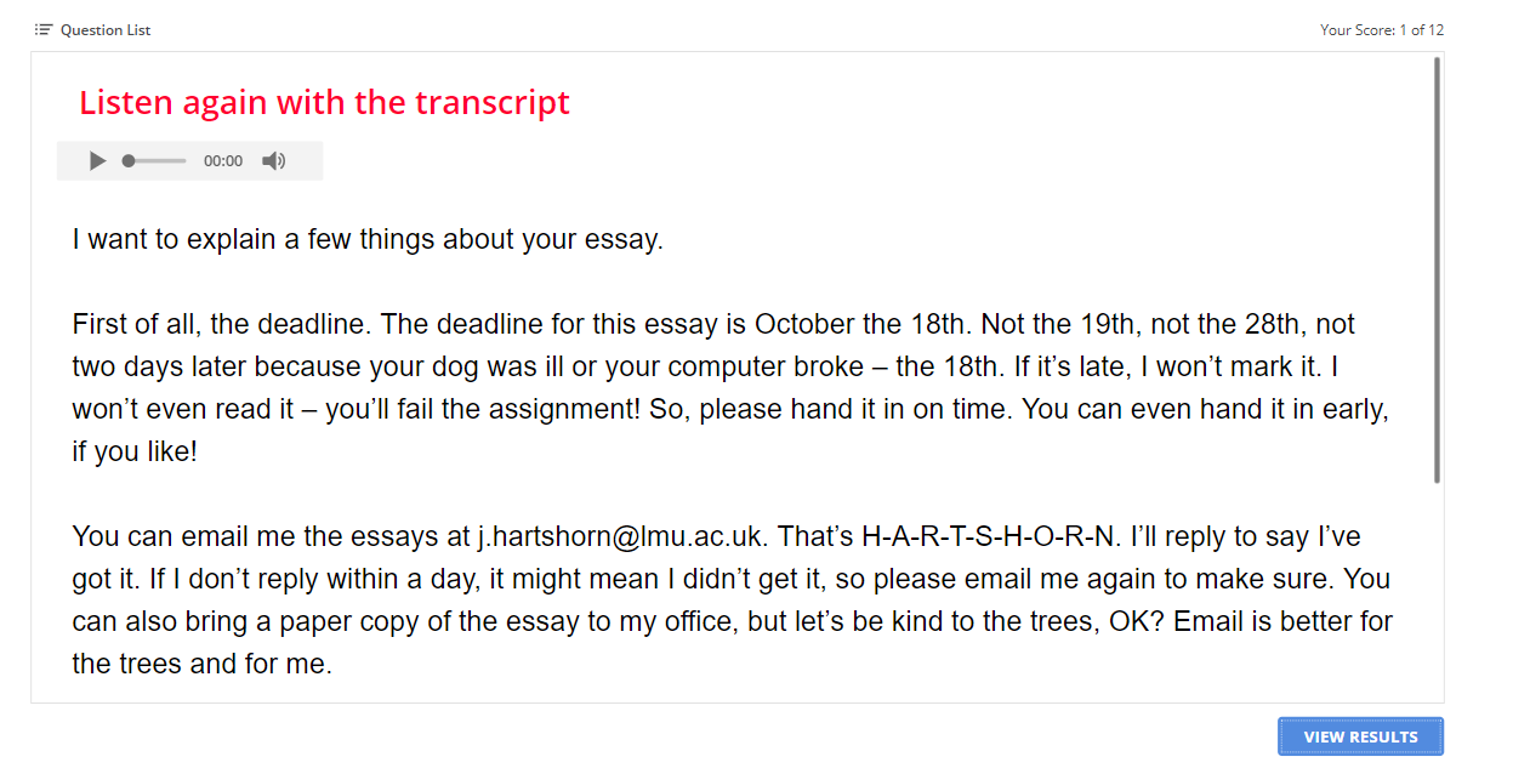 Question List
Your Score: 1 of 12
Listen again with the transcript
00:00
I want to explain a few things about your essay.
First of all, the deadline. The deadline for this essay is October the 18th. Not the 19th, not the 28th, not
two days later because your dog was ill or your computer broke – the 18th. If it’s late, I won’t mark it. I
won’t even read it – you’ll fail the assignment! So, please hand it in on time. You can even hand it in early,
if you like!
You can email me the essays at j.hartshorn@lmu.ac.uk. That’s H-A-R-T-S-H-O-R-N. I’ll reply to say I’ve
got it. If I don’t reply within a day, it might mean I didn’t get it, so please email me again to make sure. You
can also bring a paper copy of the essay to my office, but let’s be kind to the trees, OK? Email is better for
the trees and for me.
VIEW RESULTS